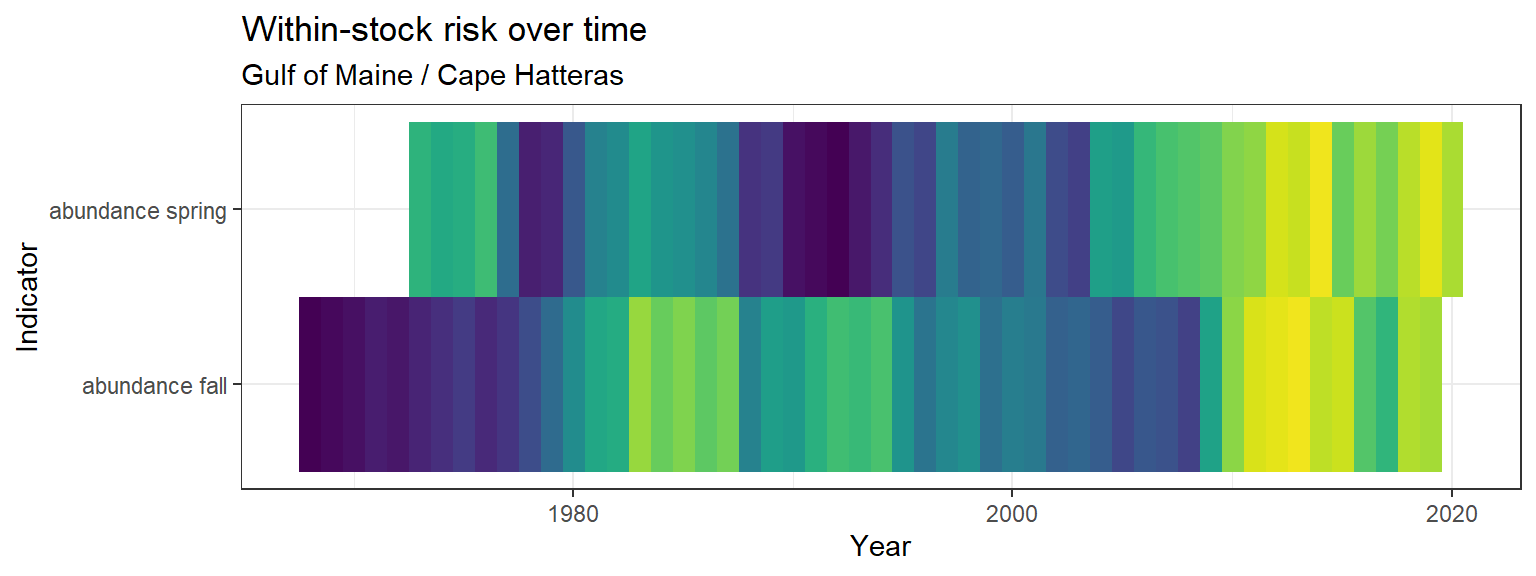 Within-stock risk over time
Gulf of Maine / Cape Hatteras
Indicator
abundance spring
abundance fall
1980
2000
2020
Year